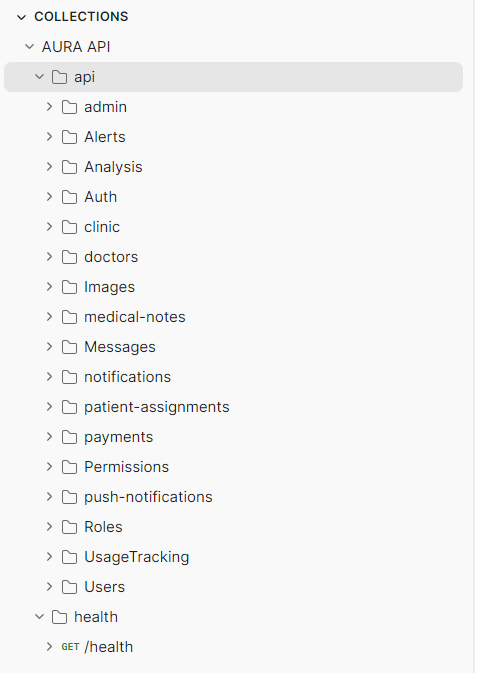 COLLECTIONS
AURA API
api
admin
Alerts
Analysis
Auth
clinic
doctors
Images
medical-notes
Messages
notifications
patient-assignments
payments
Permissions
push-notifications
Roles
UsageTracking
Users
health
GET /health